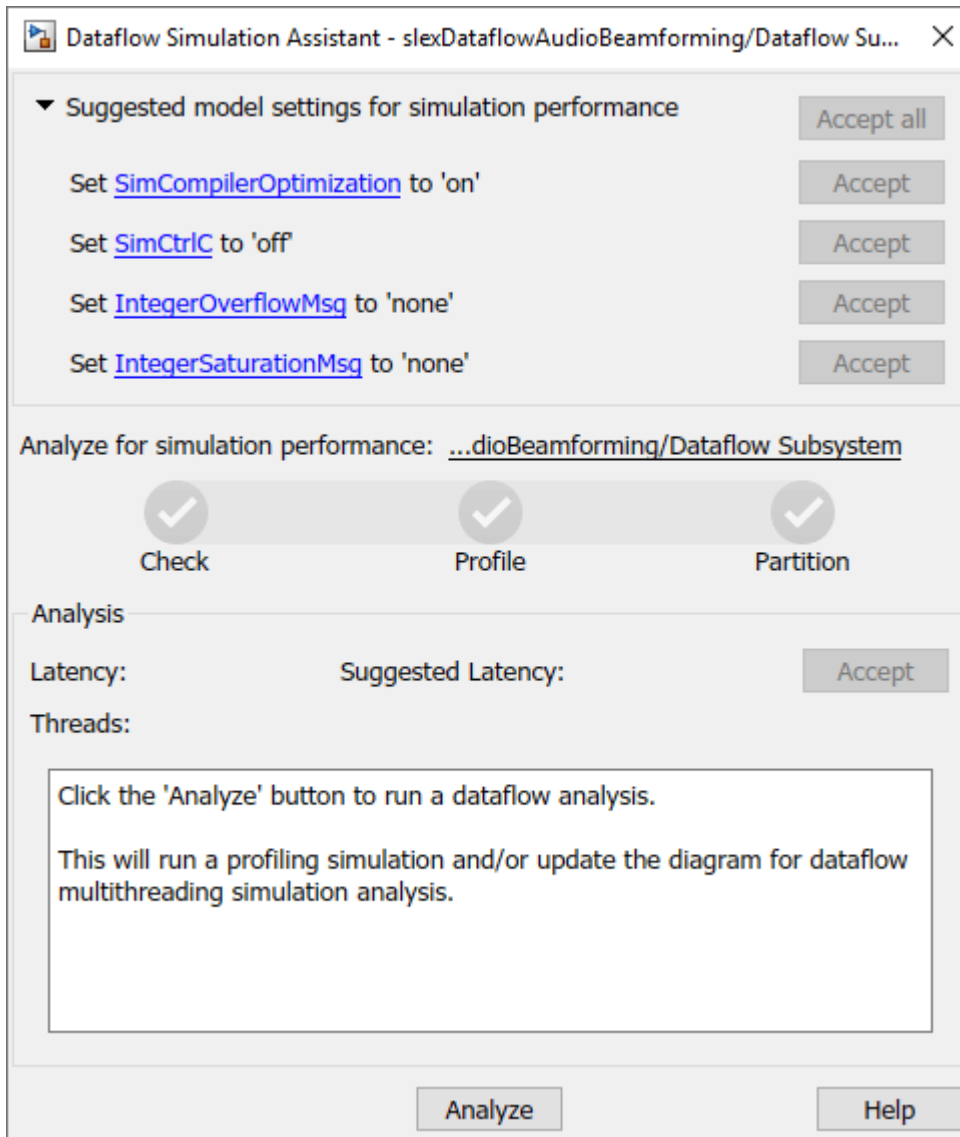 Dataflow Simulation Assistant - slexDataflowAudioBeamforming/Dataflow Su...
Suggested model settings for simulation performance
Accept all
Set SimCompilerOptimization to 'on'
Accept
Set SimCtrlC to 'off'
Accept
Set IntegerOverflowMsg to 'none'
Accept
Set IntegerSaturationMsg to 'none'
Accept
Analyze for simulation performance: ...dioBeamforming/Dataflow Subsystem
Check
Profile
Partition
Analysis
Latency:
Suggested Latency:
Accept
Threads:
Click the 'Analyze' button to run a dataflow analysis.
This will run a profiling simulation and/or update the diagram for dataflow
multithreading simulation analysis.
Analyze
Help